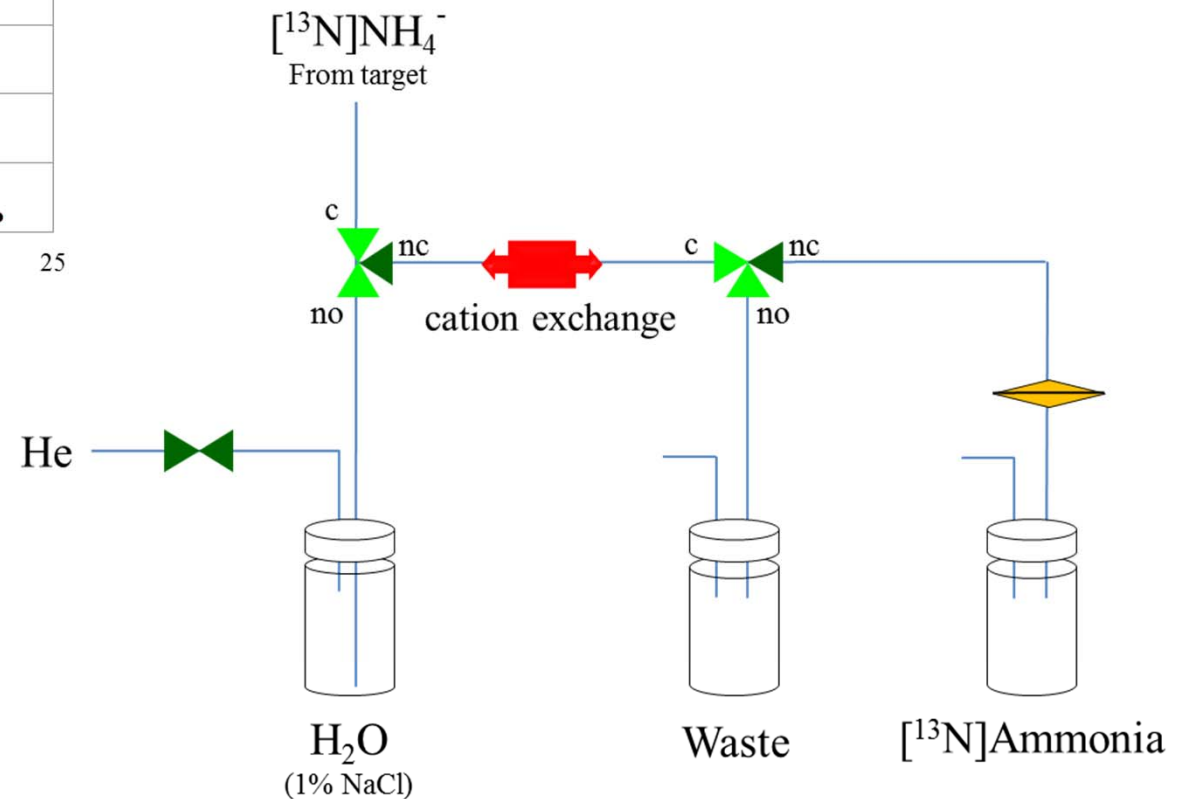 [¹³N]NH₄⁻
From target
c
nc
c
nc
25
no
cation exchange
no
He
H₂O
(1% NaCl)
Waste
[¹³N]Ammonia